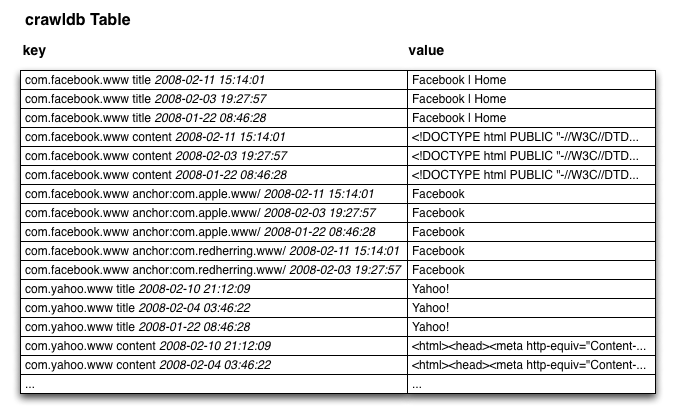 crawldb Table
key value
com.facebook.www title 2008-02-11 15:14:01 Facebook | Home
com.facebook.www title 2008-02-03 19:27:57 Facebook | Home
com.facebook.www title 2008-01-22 08:46:28 Facebook | Home
com.facebook.www content 2008-02-11 15:14:01 <!DOCTYPE html PUBLIC "-//W3C//DTD...
com.facebook.www content 2008-02-03 19:27:57 <!DOCTYPE html PUBLIC "-//W3C//DTD...
com.facebook.www content 2008-01-22 08:46:28 <!DOCTYPE html PUBLIC "-//W3C//DTD...
com.facebook.www anchor:com.apple.www/ 2008-02-11 15:14:01 Facebook
com.facebook.www anchor:com.apple.www/ 2008-02-03 19:27:57 Facebook
com.facebook.www anchor:com.apple.www/ 2008-01-22 08:46:28 Facebook
com.facebook.www anchor:com.redherring.www/ 2008-02-11 15:14:01 Facebook
com.facebook.www anchor:com.redherring.www/ 2008-02-03 19:27:57 Facebook
com.yahoo.www title 2008-02-10 21:12:09 Yahoo!
com.yahoo.www title 2008-02-04 03:46:22 Yahoo!
com.yahoo.www title 2008-01-22 08:46:28 Yahoo!
com.yahoo.www content 2008-02-10 21:12:09 <html><head><meta http-equiv="Content-...
com.yahoo.www content 2008-02-04 03:46:22 <html><head><meta http-equiv="Content-...
... ...